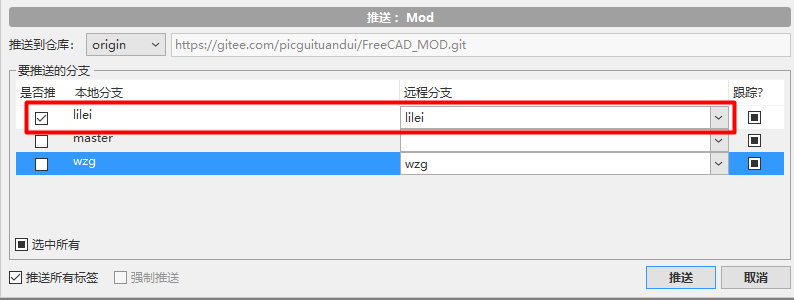 推送： Mod
推送到仓库： origin https://gitee.com/picguituandui/FreeCAD_MOD.git
要推送的分支
是否推 本地分支 远程分支 跟踪?
lilei lilei
master
wzg wzg
选中所有
推送所有标签 强制推送 推送 取消